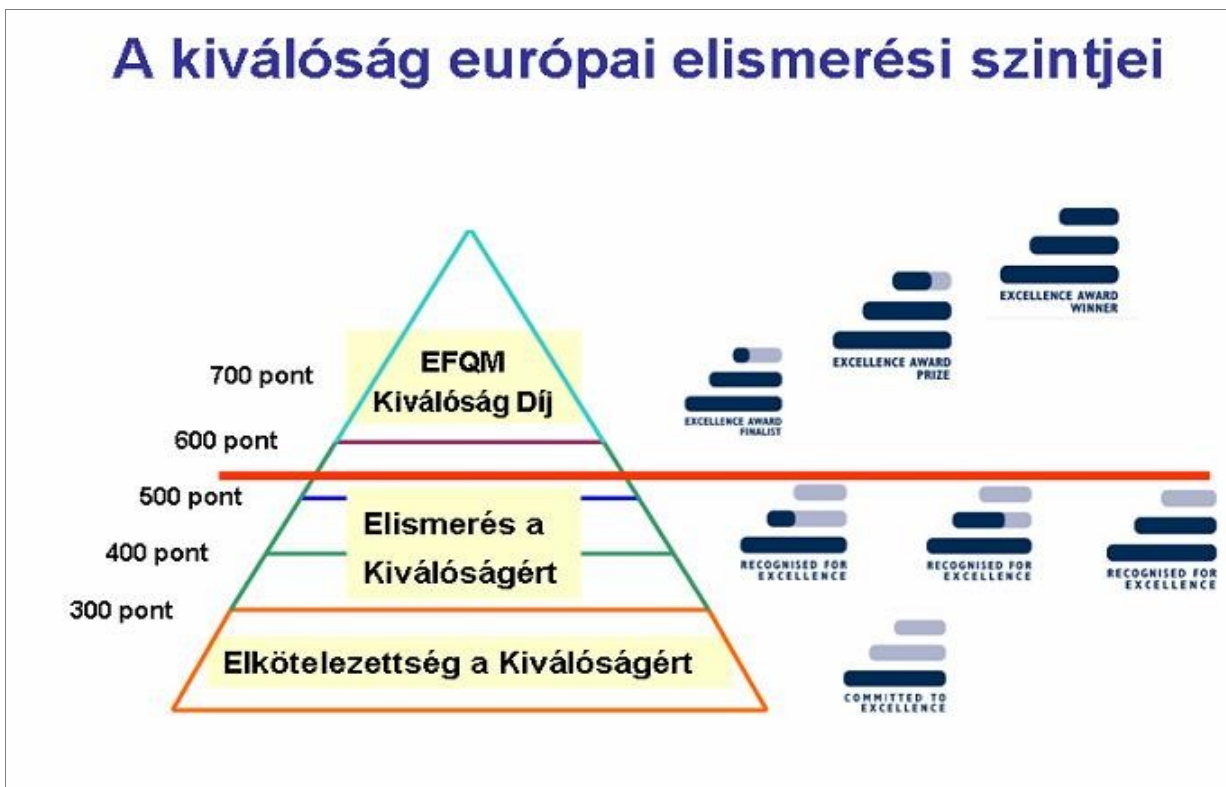 A kiválóság európai elismerési szintjei
EXCELLENCE AWARD
WINNER
EXCELLENCE AWARD
PRIZE
EXCELLENCE AWARD
FINALIST
700 pont
EFQM
Kiválóság Díj
600 pont
500 pont
Elismerés a
Kiválóságért
400 pont
300 pont
RECOGNISED FOR
EXCELLENCE
RECOGNISED FOR
EXCELLENCE
RECOGNISED FOR
EXCELLENCE
Elkötelezettség a Kiválóságért
COMMITTED TO
EXCELLENCE